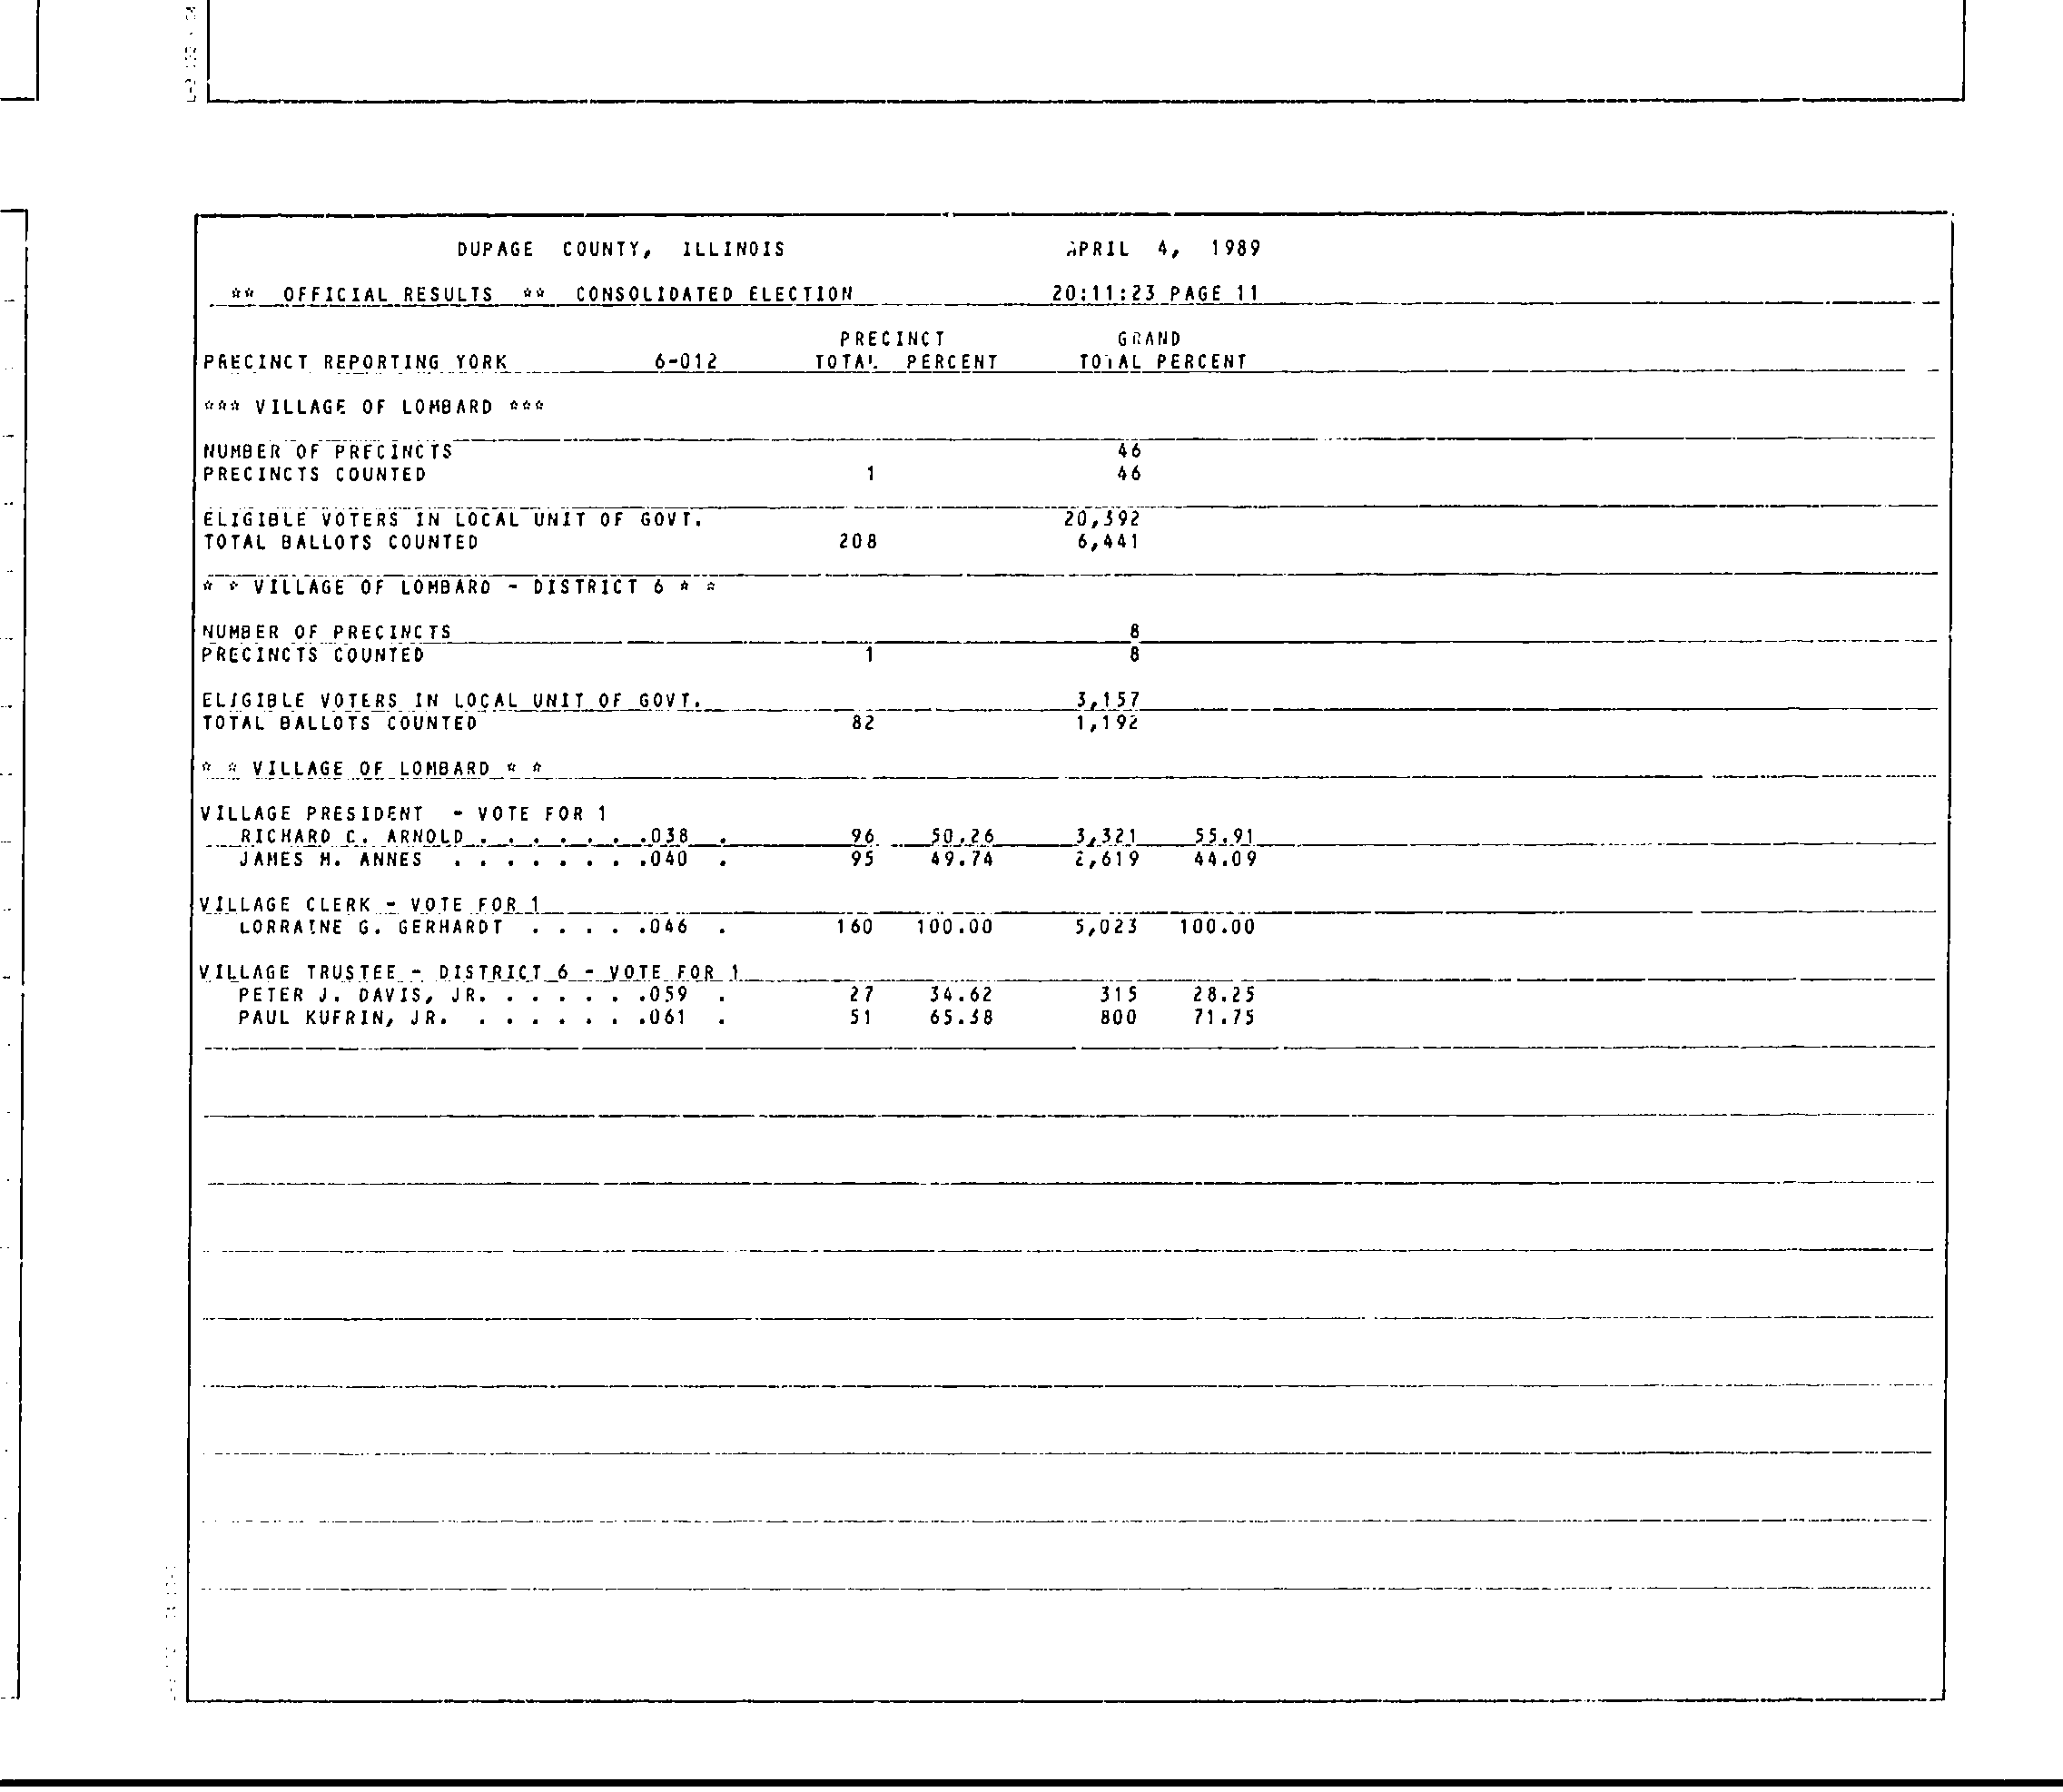 DUPAGE COUNTY, ILLINOIS APRIL 4, 1989
** OFFICIAL RESULTS ** CONSOLIDATED ELECTION 20:11:23 PAGE 11
PRECINCT GRAND
PRECINCT REPORTING YORK 6-012 TOTAL PERCENT TOTAL PERCENT
*** VILLAGE OF LOMBARD ***
NUMBER OF PRECINCTS 46
PRECINCTS COUNTED 1 46
ELIGIBLE VOTERS IN LOCAL UNIT OF GOVT. 20,392
TOTAL BALLOTS COUNTED 208 6,441
* * VILLAGE OF LOMBARD - DISTRICT 6 * *
NUMBER OF PRECINCTS 8
PRECINCTS COUNTED 1 8
ELIGIBLE VOTERS IN LOCAL UNIT OF GOVT. 3,157
TOTAL BALLOTS COUNTED 82 1,192
* * VILLAGE OF LOMBARD * *
VILLAGE PRESIDENT - VOTE FOR 1
RICHARD C. ARNOLD . . . . . . .038 . 96 50.26 3,321 55.91
JAMES M. ANNES . . . . . . . .040 . 95 49.74 2,619 44.09
VILLAGE CLERK - VOTE FOR 1
LORRAINE G. GERHARDT . . . . .046 . 160 100.00 5,023 100.00
VILLAGE TRUSTEE - DISTRICT 6 - VOTE FOR 1
PETER J. DAVIS, JR. . . . . . .059 . 27 34.62 315 28.25
PAUL KUFRIN, JR. . . . . . . .061 . 51 65.38 800 71.75